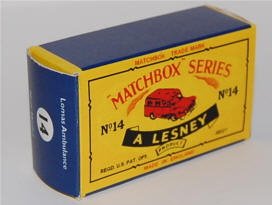 MATCHBOX TRADE MARK
MATCHBOX SERIES
Nº14
Nº14
A LESNEY
PRODUCT
REGD. U.S. PAT. OFF.
MADE IN ENGLAND
14
Lomas Ambulance